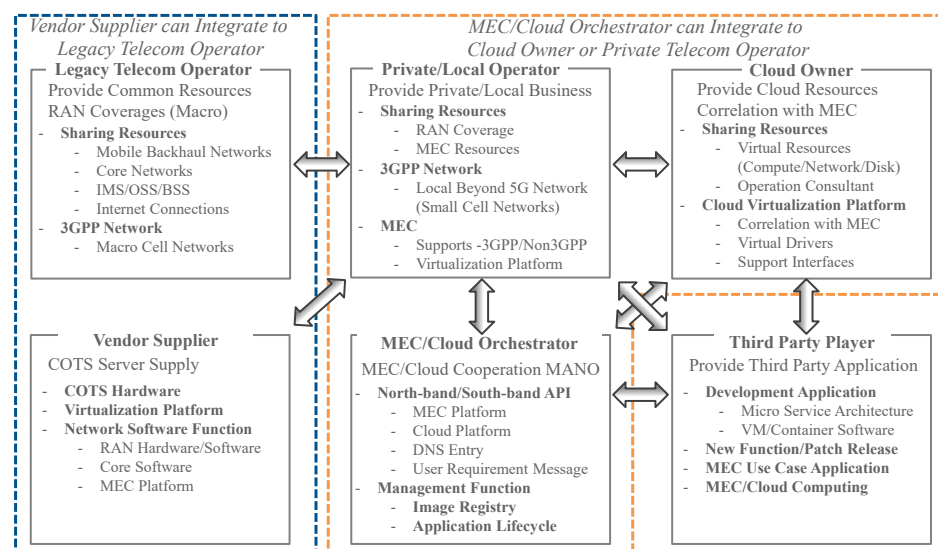 Vendor Supplier can Integrate to
Legacy Telecom Operator
MEC/Cloud Orchestrator can Integrate to
Cloud Owner or Private Telecom Operator
Legacy Telecom Operator
Provide Common Resources
RAN Coverages (Macro)
- Sharing Resources
- Mobile Backhaul Networks
- Core Networks
- IMS/OSS/BSS
- Internet Connections
- 3GPP Network
- Macro Cell Networks
Private/Local Operator
Provide Private/Local Business
- Sharing Resources
- RAN Coverage
- MEC Resources
- 3GPP Network
- Local Beyond 5G Network
(Small Cell Networks)
- MEC
- Supports -3GPP/Non3GPP
- Virtualization Platform
Cloud Owner
Provide Cloud Resources
Correlation with MEC
- Sharing Resources
- Virtual Resources
(Compute/Network/Disk)
- Operation Consultant
- Cloud Virtualization Platform
- Correlation with MEC
- Virtual Drivers
- Support Interfaces
Vendor Supplier
COTS Server Supply
- COTS Hardware
- Virtualization Platform
- Network Software Function
- RAN Hardware/Software
- Core Software
- MEC Platform
MEC/Cloud Orchestrator
MEC/Cloud Cooperation MANO
- North-band/South-band API
- MEC Platform
- Cloud Platform
- DNS Entry
- User Requirement Message
- Management Function
- Image Registry
- Application Lifecycle
Third Party Player
Provide Third Party Application
- Development Application
- Micro Service Architecture
- VM/Container Software
- New Function/Patch Release
- MEC Use Case Application
- MEC/Cloud Computing